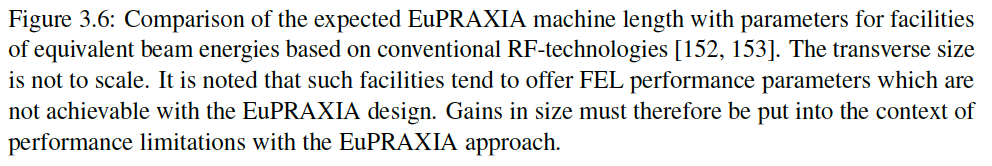 Figure 3.6: Comparison of the expected EuPRAXIA machine length with parameters for facilities
of equivalent beam energies based on conventional RF-technologies [152, 153]. The transverse size
is not to scale. It is noted that such facilities tend to offer FEL performance parameters which are
not achievable with the EuPRAXIA design. Gains in size must therefore be put into the context of
performance limitations with the EuPRAXIA approach.